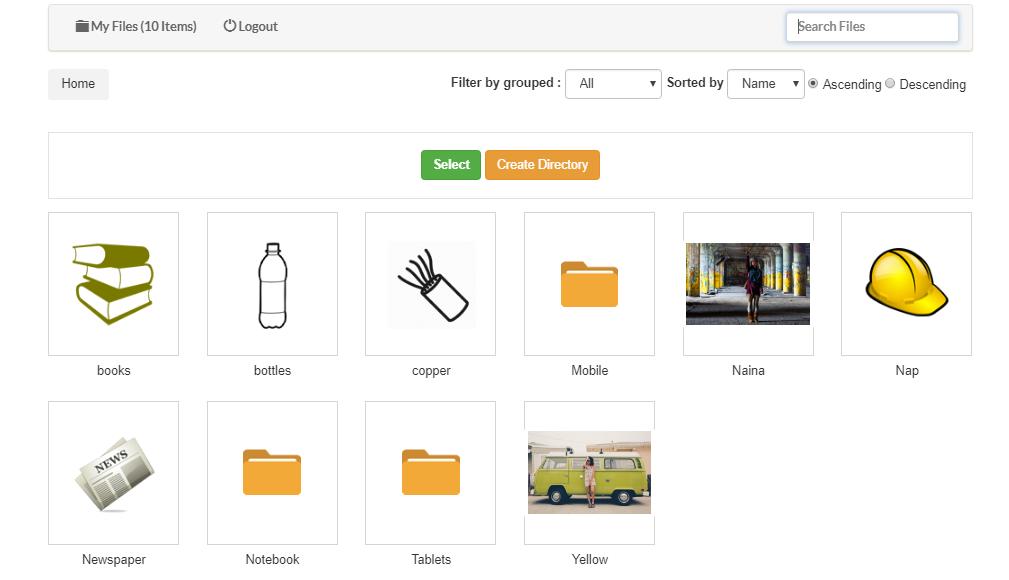 My Files (10 Items) Logout Search Files
Home Filter by grouped : All Sorted by Name Ascending Descending
Select Create Directory
books bottles copper Mobile Naina Nap
NEWS
Newspaper Notebook Tablets Yellow